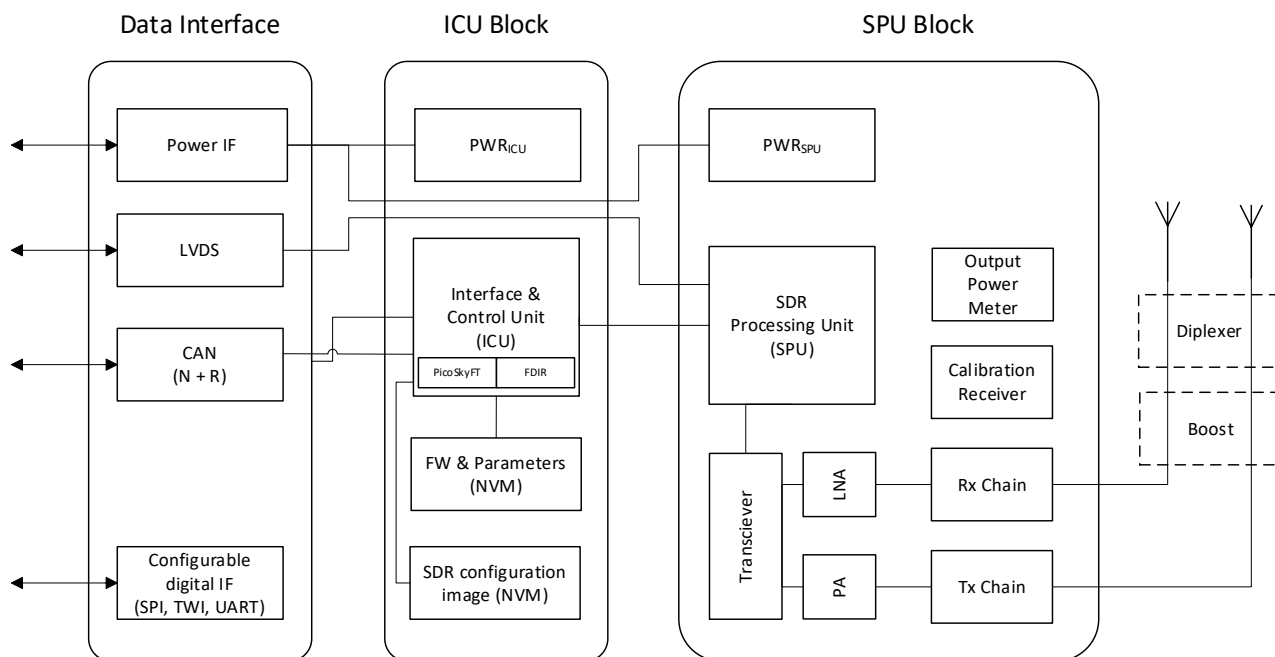 Data Interface
ICU Block
SPU Block
Power IF
PWRICU
PWRSPU
LVDS
Interface &
Control Unit
(ICU)
PicoSkyFT
FDIR
SDR
Processing Unit
(SPU)
Output
Power
Meter
Diplexer
CAN
(N + R)
Calibration
Receiver
Boost
FW & Parameters
(NVM)
Transciever
LNA
Rx Chain
Configurable
digital IF
(SPI, TWI, UART)
SDR configuration
image (NVM)
PA
Tx Chain